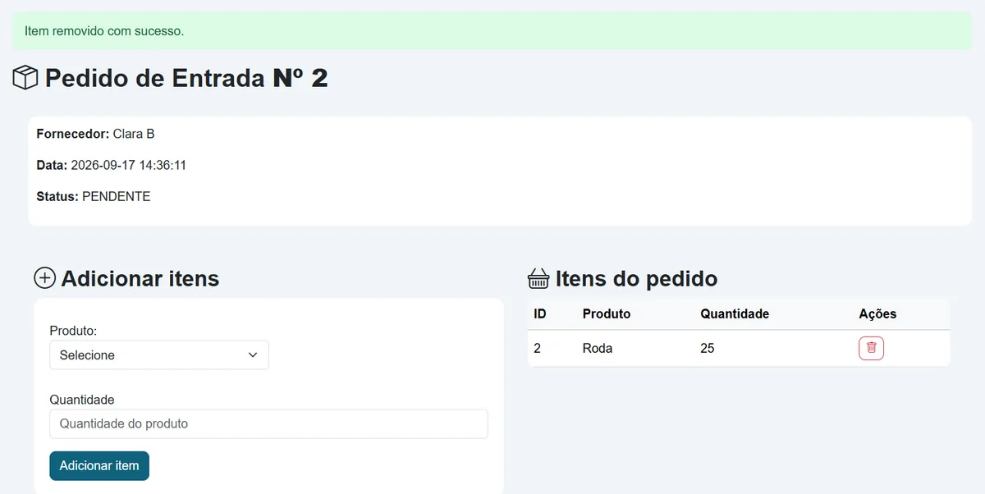 Item removido com sucesso.
Pedido de Entrada Nº 2
Fornecedor: Clara B
Data: 2026-09-17 14:36:11
Status: PENDENTE
Adicionar itens
Produto:
Selecione
Quantidade
Quantidade do produto
Adicionar item
Itens do pedido
ID Produto Quantidade Ações
2 Roda 25